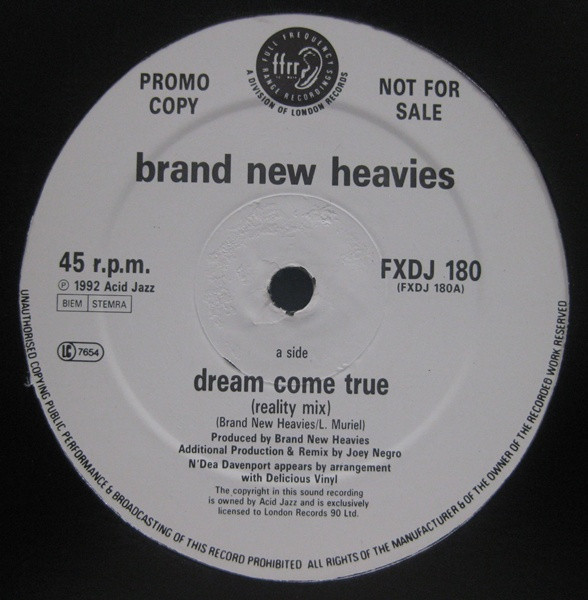 FULL FREQUENCY
ffrr
RANGE RECORDINGS
A DIVISION OF LONDON RECORDS
PROMO
COPY
NOT FOR
SALE
brand new heavies
45 r.p.m.
℗ 1992 Acid Jazz
BIEM STEMRA
FXDJ 180
(FXDJ 180A)
LC 7654
a side
dream come true
(reality mix)
(Brand New Heavies/L. Muriel)
Produced by Brand New Heavies
Additional Production & Remix by Joey Negro
N'Dea Davenport appears by arrangement
with Delicious Vinyl
The copyright in this sound recording
is owned by Acid Jazz and is exclusively
licensed to London Records 90 Ltd.
UNAUTHORISED COPYING PUBLIC PERFORMANCE & BROADCASTING OF THIS RECORD PROHIBITED ALL RIGHTS OF THE MANUFACTURER & OF THE OWNER OF THE RECORDED WORK RESERVED